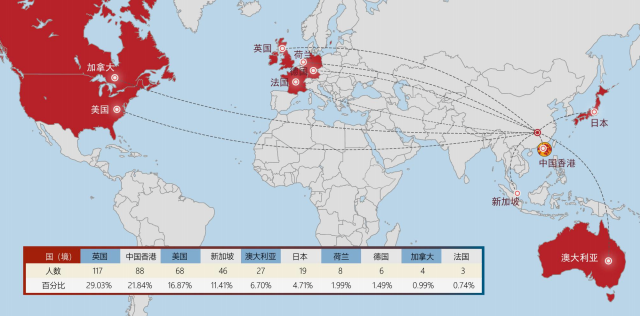 加拿大
美国
英国
荷兰
法国
日本
中国香港
新加坡
澳大利亚
国（境） 英国 中国香港 美国 新加坡 澳大利亚 日本 荷兰 德国 加拿大 法国
人数 117 88 68 46 27 19 8 6 4 3
百分比 29.03% 21.84% 16.87% 11.41% 6.70% 4.71% 1.99% 1.49% 0.99% 0.74%